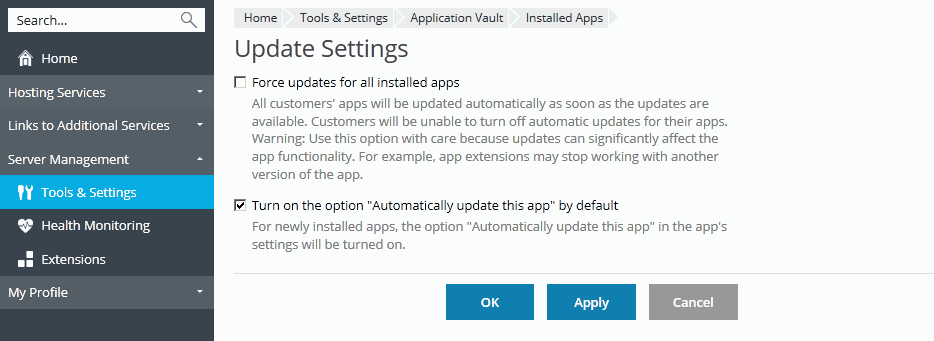 Search...
Home
Hosting Services
Links to Additional Services
Server Management
Tools & Settings
Health Monitoring
Extensions
My Profile
Home Tools & Settings Application Vault Installed Apps
Update Settings
Force updates for all installed apps
All customers' apps will be updated automatically as soon as the updates are
available. Customers will be unable to turn off automatic updates for their apps.
Warning: Use this option with care because updates can significantly affect the
app functionality. For example, app extensions may stop working with another
version of the app.
Turn on the option "Automatically update this app" by default
For newly installed apps, the option "Automatically update this app" in the app's
settings will be turned on.
OK Apply Cancel